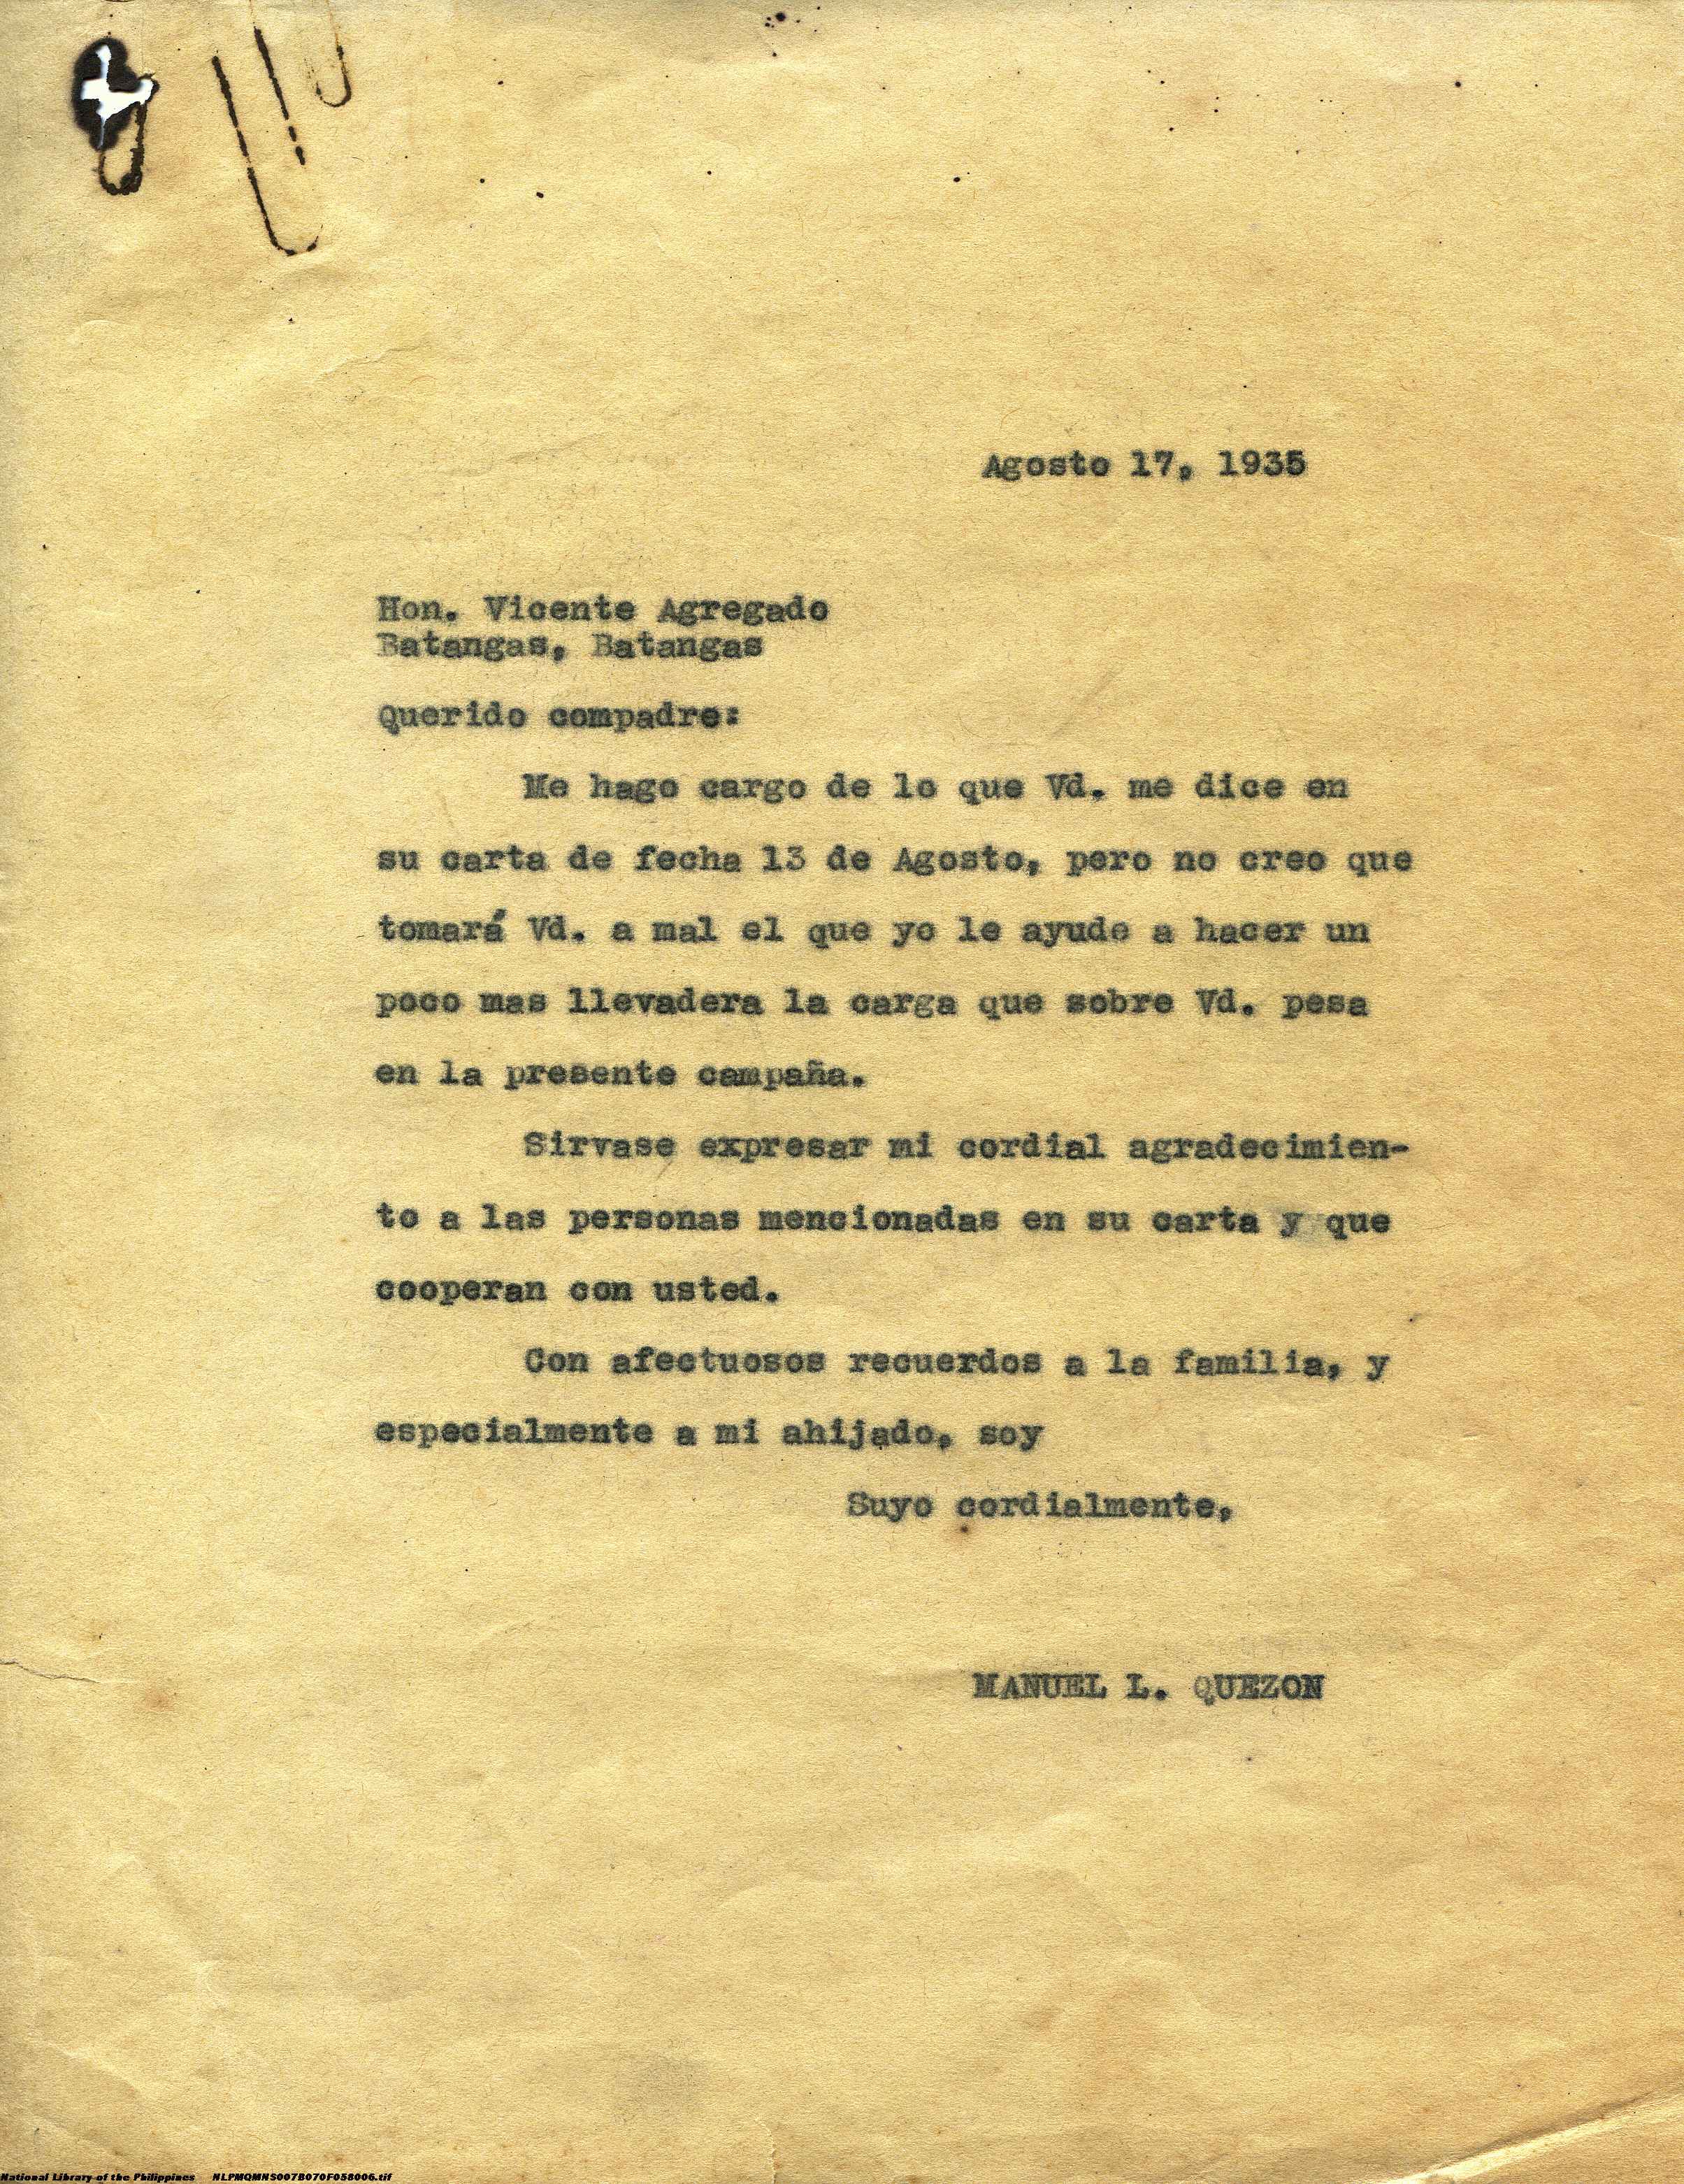 Agosto 17, 1935
Hon. Vicente Agregado
Batangas, Batangas
Querido compadre:
Me hago cargo de lo que Vd. me dice en
su carta de fecha 13 de Agosto, pero no creo que
tomará Vd. a mal el que yo le ayude a hacer un
poco mas llevadera la carga que sobre Vd. pesa
en la presente campaña.
Sirvase expresar mi cordial agradecimien-
to a las personas mencionadas en su carta y que
cooperan con usted.
Con afectuosos recuerdos a la familia, y
especialmente a mi ahijado, soy
Suyo cordialmente,
MANUEL L. QUEZON
National Library of the Philippines NLPMQMNS007B070F058006.tif